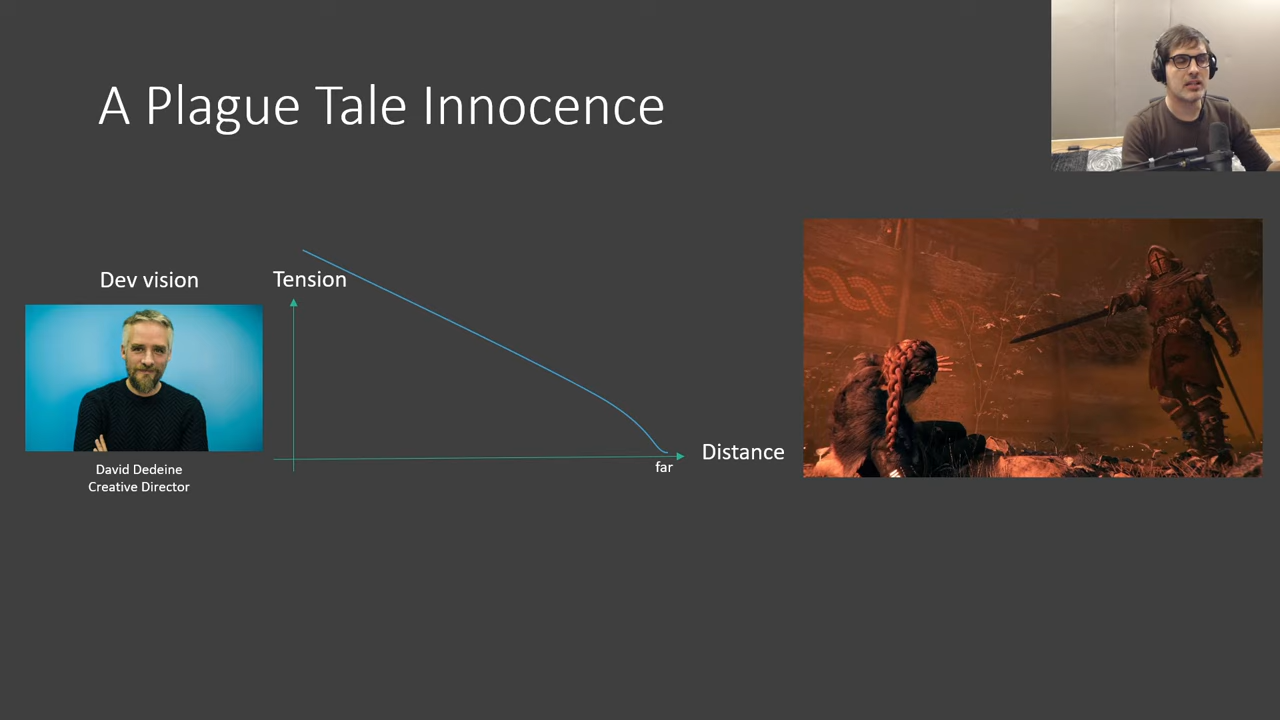 A Plague Tale Innocence
Dev vision
Tension
David Dedeine
Creative Director
far
Distance